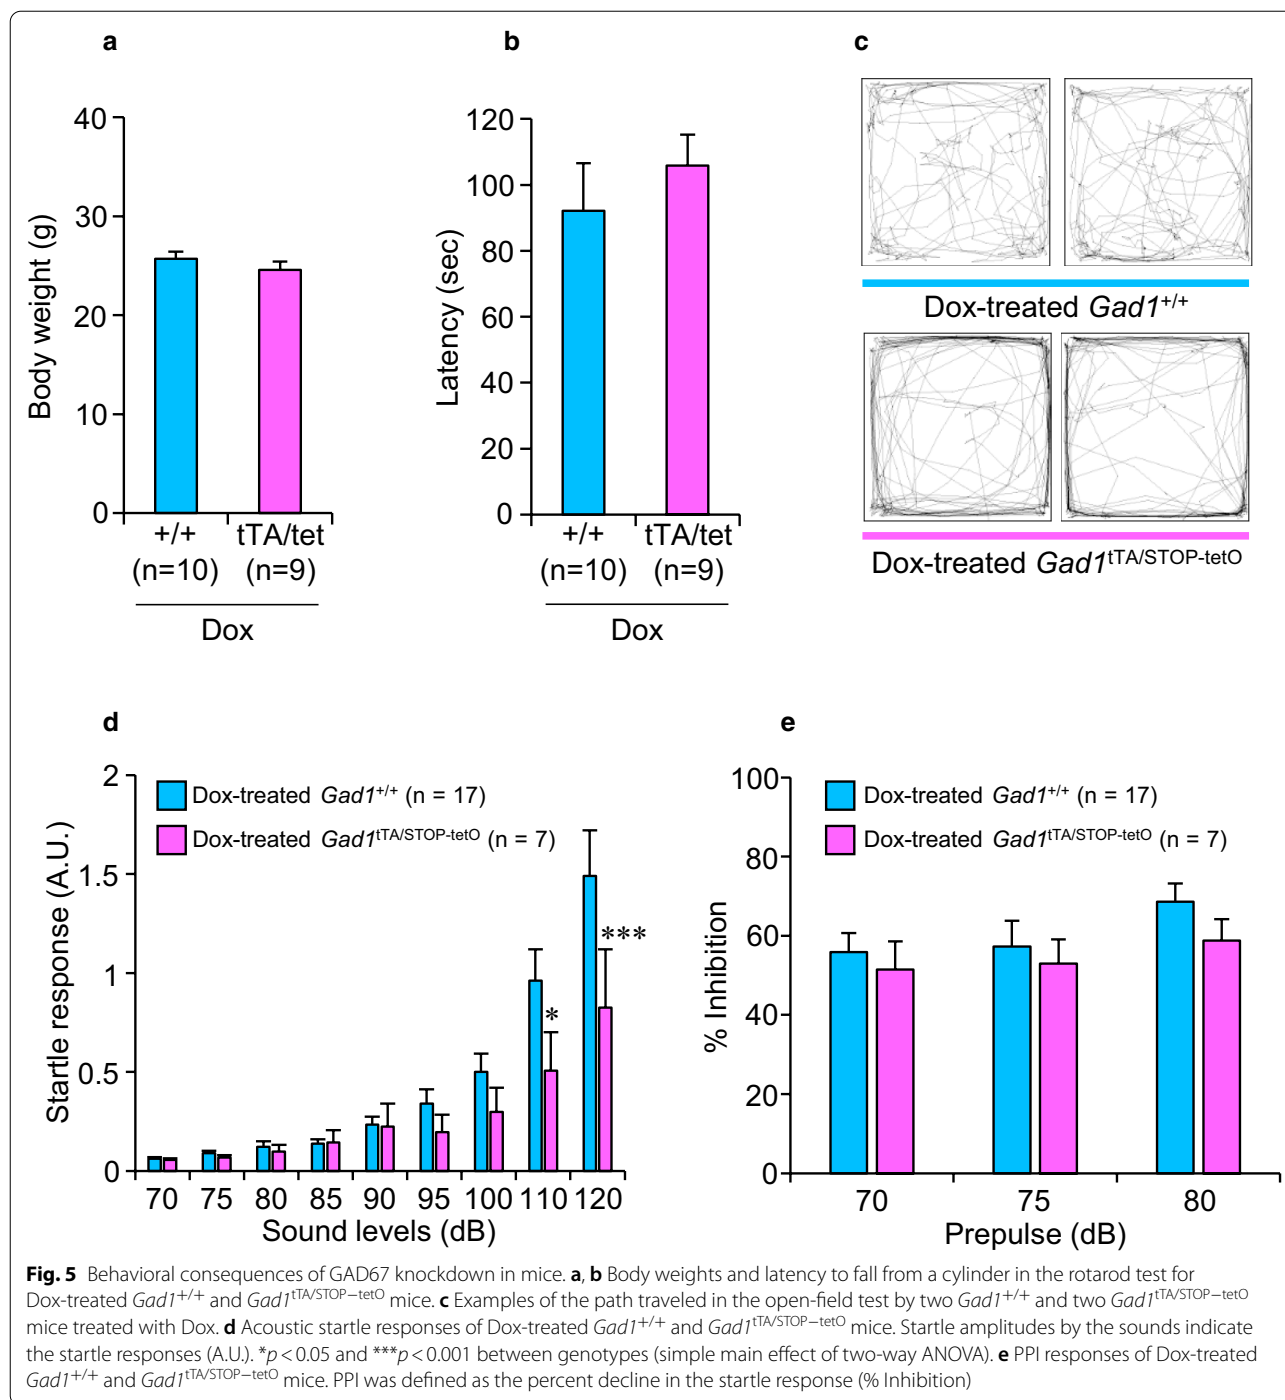 a
40
30
20
10
0
Body weight (g)
+/+ tTA/tet
(n=10) (n=9)
Dox
b
120
100
80
60
40
20
0
Latency (sec)
+/+ tTA/tet
(n=10) (n=9)
Dox
c
Dox-treated Gad1+/+
Dox-treated Gad1tTA/STOP-tetO
d
2
1.5
1
0.5
0
Startle response (A.U.)
Dox-treated Gad1+/+ (n = 17)
Dox-treated Gad1tTA/STOP-tetO (n = 7)
*
***
70 75 80 85 90 95 100 110 120
Sound levels (dB)
e
100
80
60
40
20
0
% Inhibition
Dox-treated Gad1+/+ (n = 17)
Dox-treated Gad1tTA/STOP-tetO (n = 7)
70 75 80
Prepulse (dB)
Fig. 5 Behavioral consequences of GAD67 knockdown in mice. a, b Body weights and latency to fall from a cylinder in the rotarod test for
Dox-treated Gad1+/+ and Gad1tTA/STOP−tetO mice. c Examples of the path traveled in the open-field test by two Gad1+/+ and two Gad1tTA/STOP−tetO
mice treated with Dox. d Acoustic startle responses of Dox-treated Gad1+/+ and Gad1tTA/STOP−tetO mice. Startle amplitudes by the sounds indicate
the startle responses (A.U.). *p < 0.05 and ***p < 0.001 between genotypes (simple main effect of two-way ANOVA). e PPI responses of Dox-treated
Gad1+/+ and Gad1tTA/STOP−tetO mice. PPI was defined as the percent decline in the startle response (% Inhibition)